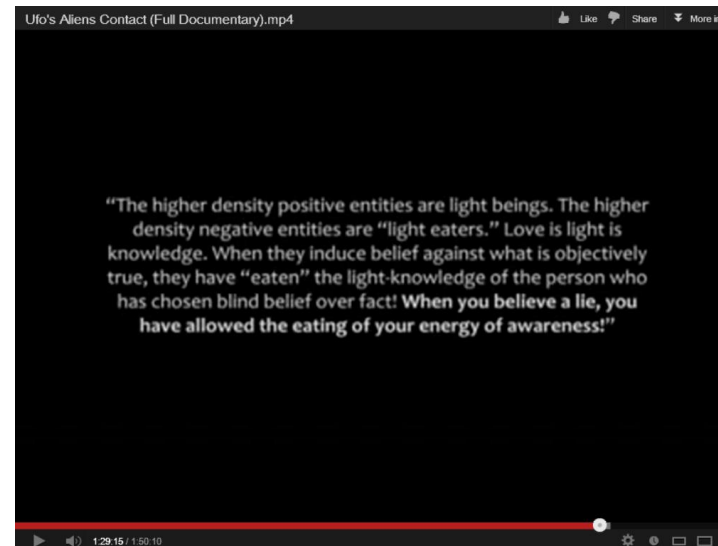 Ufo's Aliens Contact (Full Documentary).mp4
Like Share More i
“The higher density positive entities are light beings. The higher
density negative entities are “light eaters.” Love is light is
knowledge. When they induce belief against what is objectively
true, they have “eaten” the light-knowledge of the person who
has chosen blind belief over fact! When you believe a lie, you
have allowed the eating of your energy of awareness!”
1:29:15 / 1:50:10